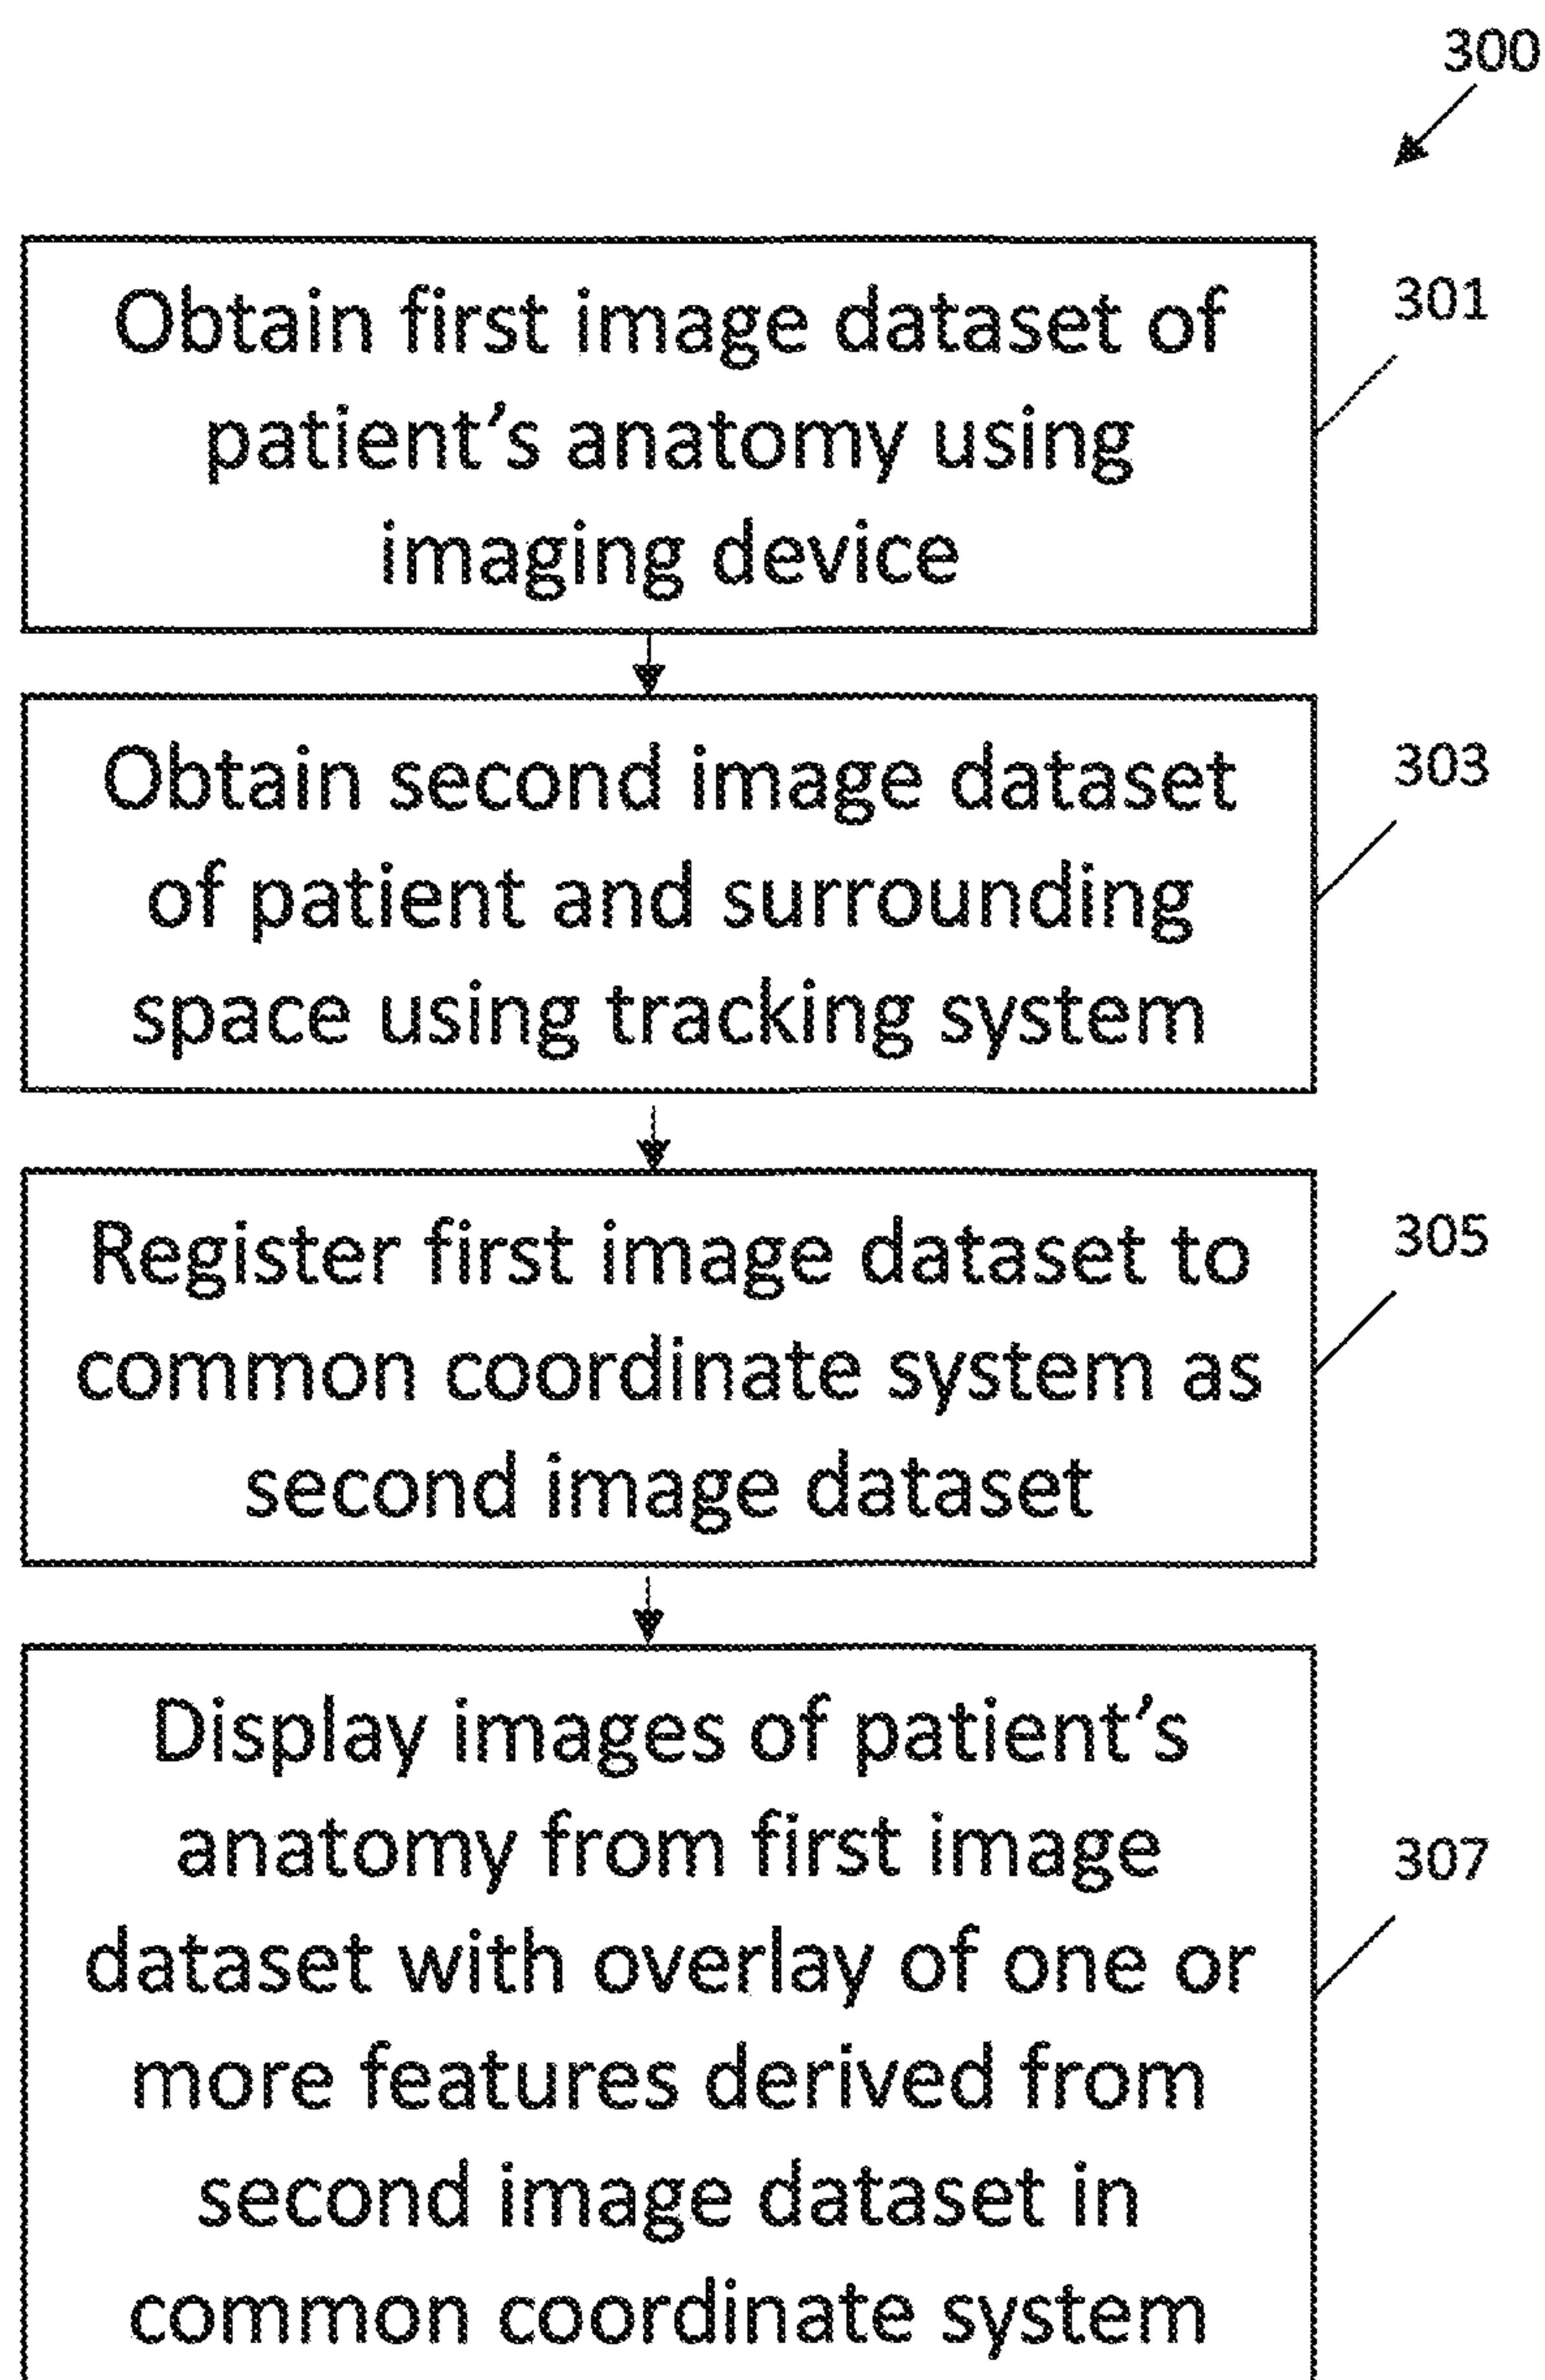 300
Obtain first image dataset of
patient's anatomy using
imaging device
301
Obtain second image dataset
of patient and surrounding
space using tracking system
303
Register first image dataset to
common coordinate system as
second image dataset
305
Display images of patient's
anatomy from first image
dataset with overlay of one or
more features derived from
second image dataset in
common coordinate system
307